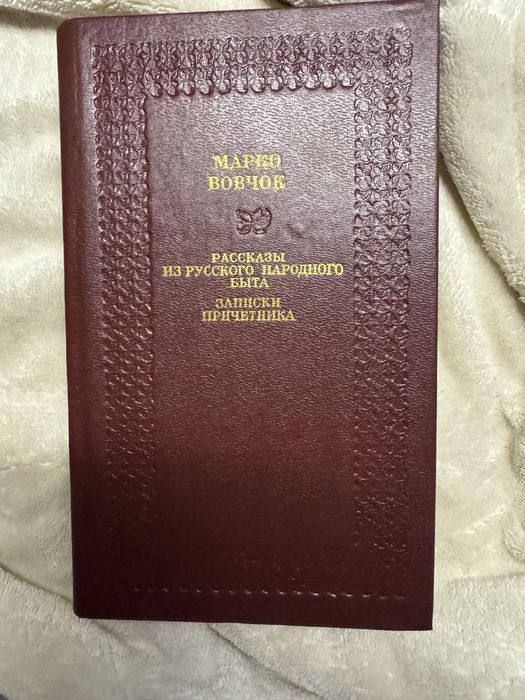 МАРКО
ВОВЧОК
РАССКАЗЫ
ИЗ РУССКОГО НАРОДНОГО
БЫТА
ЗАПИСКИ
ПРИЧЕТНИКА